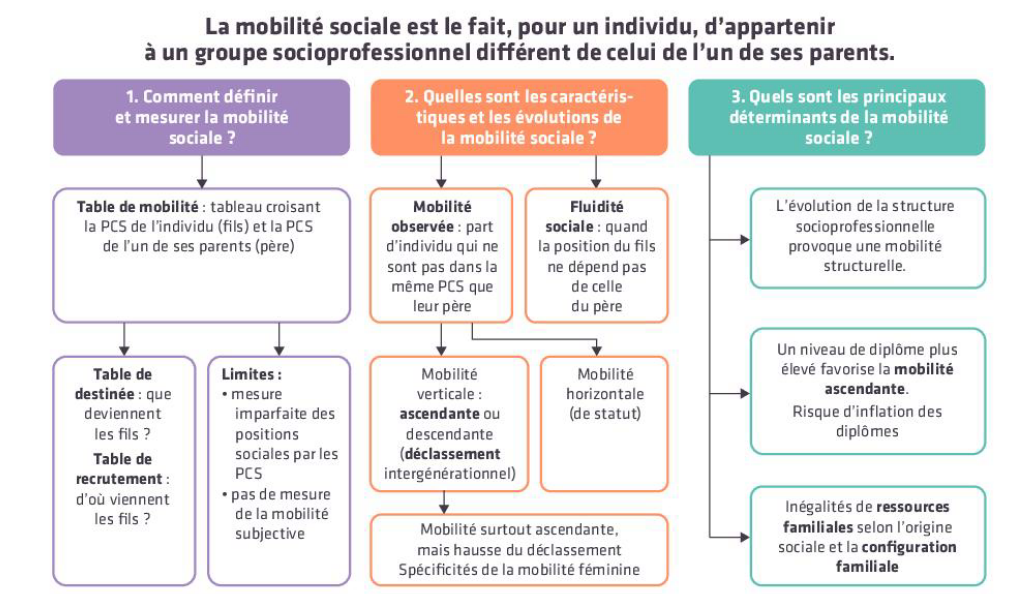 La mobilité sociale est le fait, pour un individu, d’appartenir
à un groupe socioprofessionnel différent de celui de l’un de ses parents.
1. Comment définir
et mesurer la mobilité
sociale ?
Table de mobilité : tableau croisant
la PCS de l’individu (fils) et la PCS
de l’un de ses parents (père)
Table de
destinée : que
deviennent
les fils ?
Table de
recrutement :
d’où viennent
les fils ?
Limites :
• mesure
imparfaite des
positions
sociales par les
PCS
• pas de mesure
de la mobilité
subjective
2. Quelles sont les caractéris-
tiques et les évolutions de
la mobilité sociale ?
Mobilité
observée : part
d’individu qui ne
sont pas dans la
même PCS que
leur père
Fluidité
sociale : quand
la position du fils
ne dépend pas
de celle
du père
Mobilité
verticale :
ascendante ou
descendante
(déclassement
intergénérationnel)
Mobilité
horizontale
(de statut)
Mobilité surtout ascendante,
mais hausse du déclassement
Spécificités de la mobilité féminine
3. Quels sont les principaux
déterminants de la mobilité
sociale ?
L’évolution de la structure
socioprofessionnelle
provoque une mobilité
structurelle.
Un niveau de diplôme plus
élevé favorise la mobilité
ascendante.
Risque d’inflation des
diplômes
Inégalités de ressources
familiales selon l’origine
sociale et la configuration
familiale